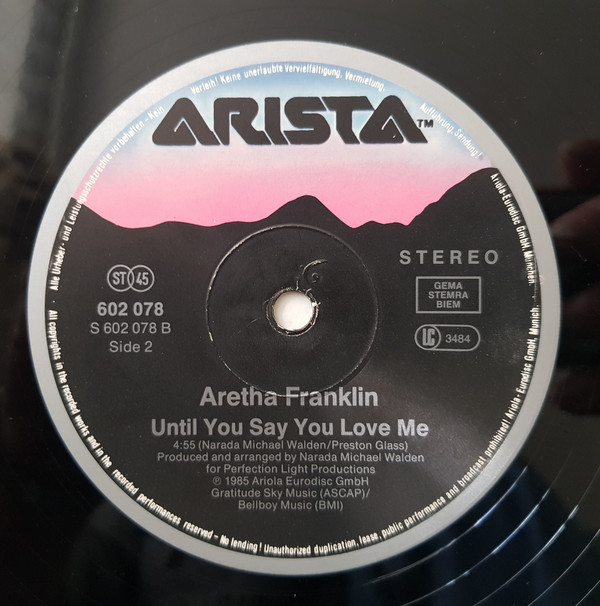 Alle Urheber- und Leistungsschutzrechte vorbehalten - Kein Verleih! Keine unerlaubte Vervielfältigung, Vermietung, Aufführung, Sendung! Ariola-Eurodisc GmbH, München.
ARISTA™
STEREO
ST 45
GEMA
STEMRA
BIEM
602 078
S 602 078 B
Side 2
LC 3484
Aretha Franklin
Until You Say You Love Me
4:55 (Narada Michael Walden/Preston Glass)
Produced and arranged by Narada Michael Walden
for Perfection Light Productions
℗ 1985 Ariola Eurodisc GmbH
Gratitude Sky Music (ASCAP)/
Bellboy Music (BMI)
All copyrights in the recorded works and in the recorded performances reserved - No lending! Unauthorized duplication, lease, public performance and broadcast prohibited! Ariola-Eurodisc GmbH, Munich.